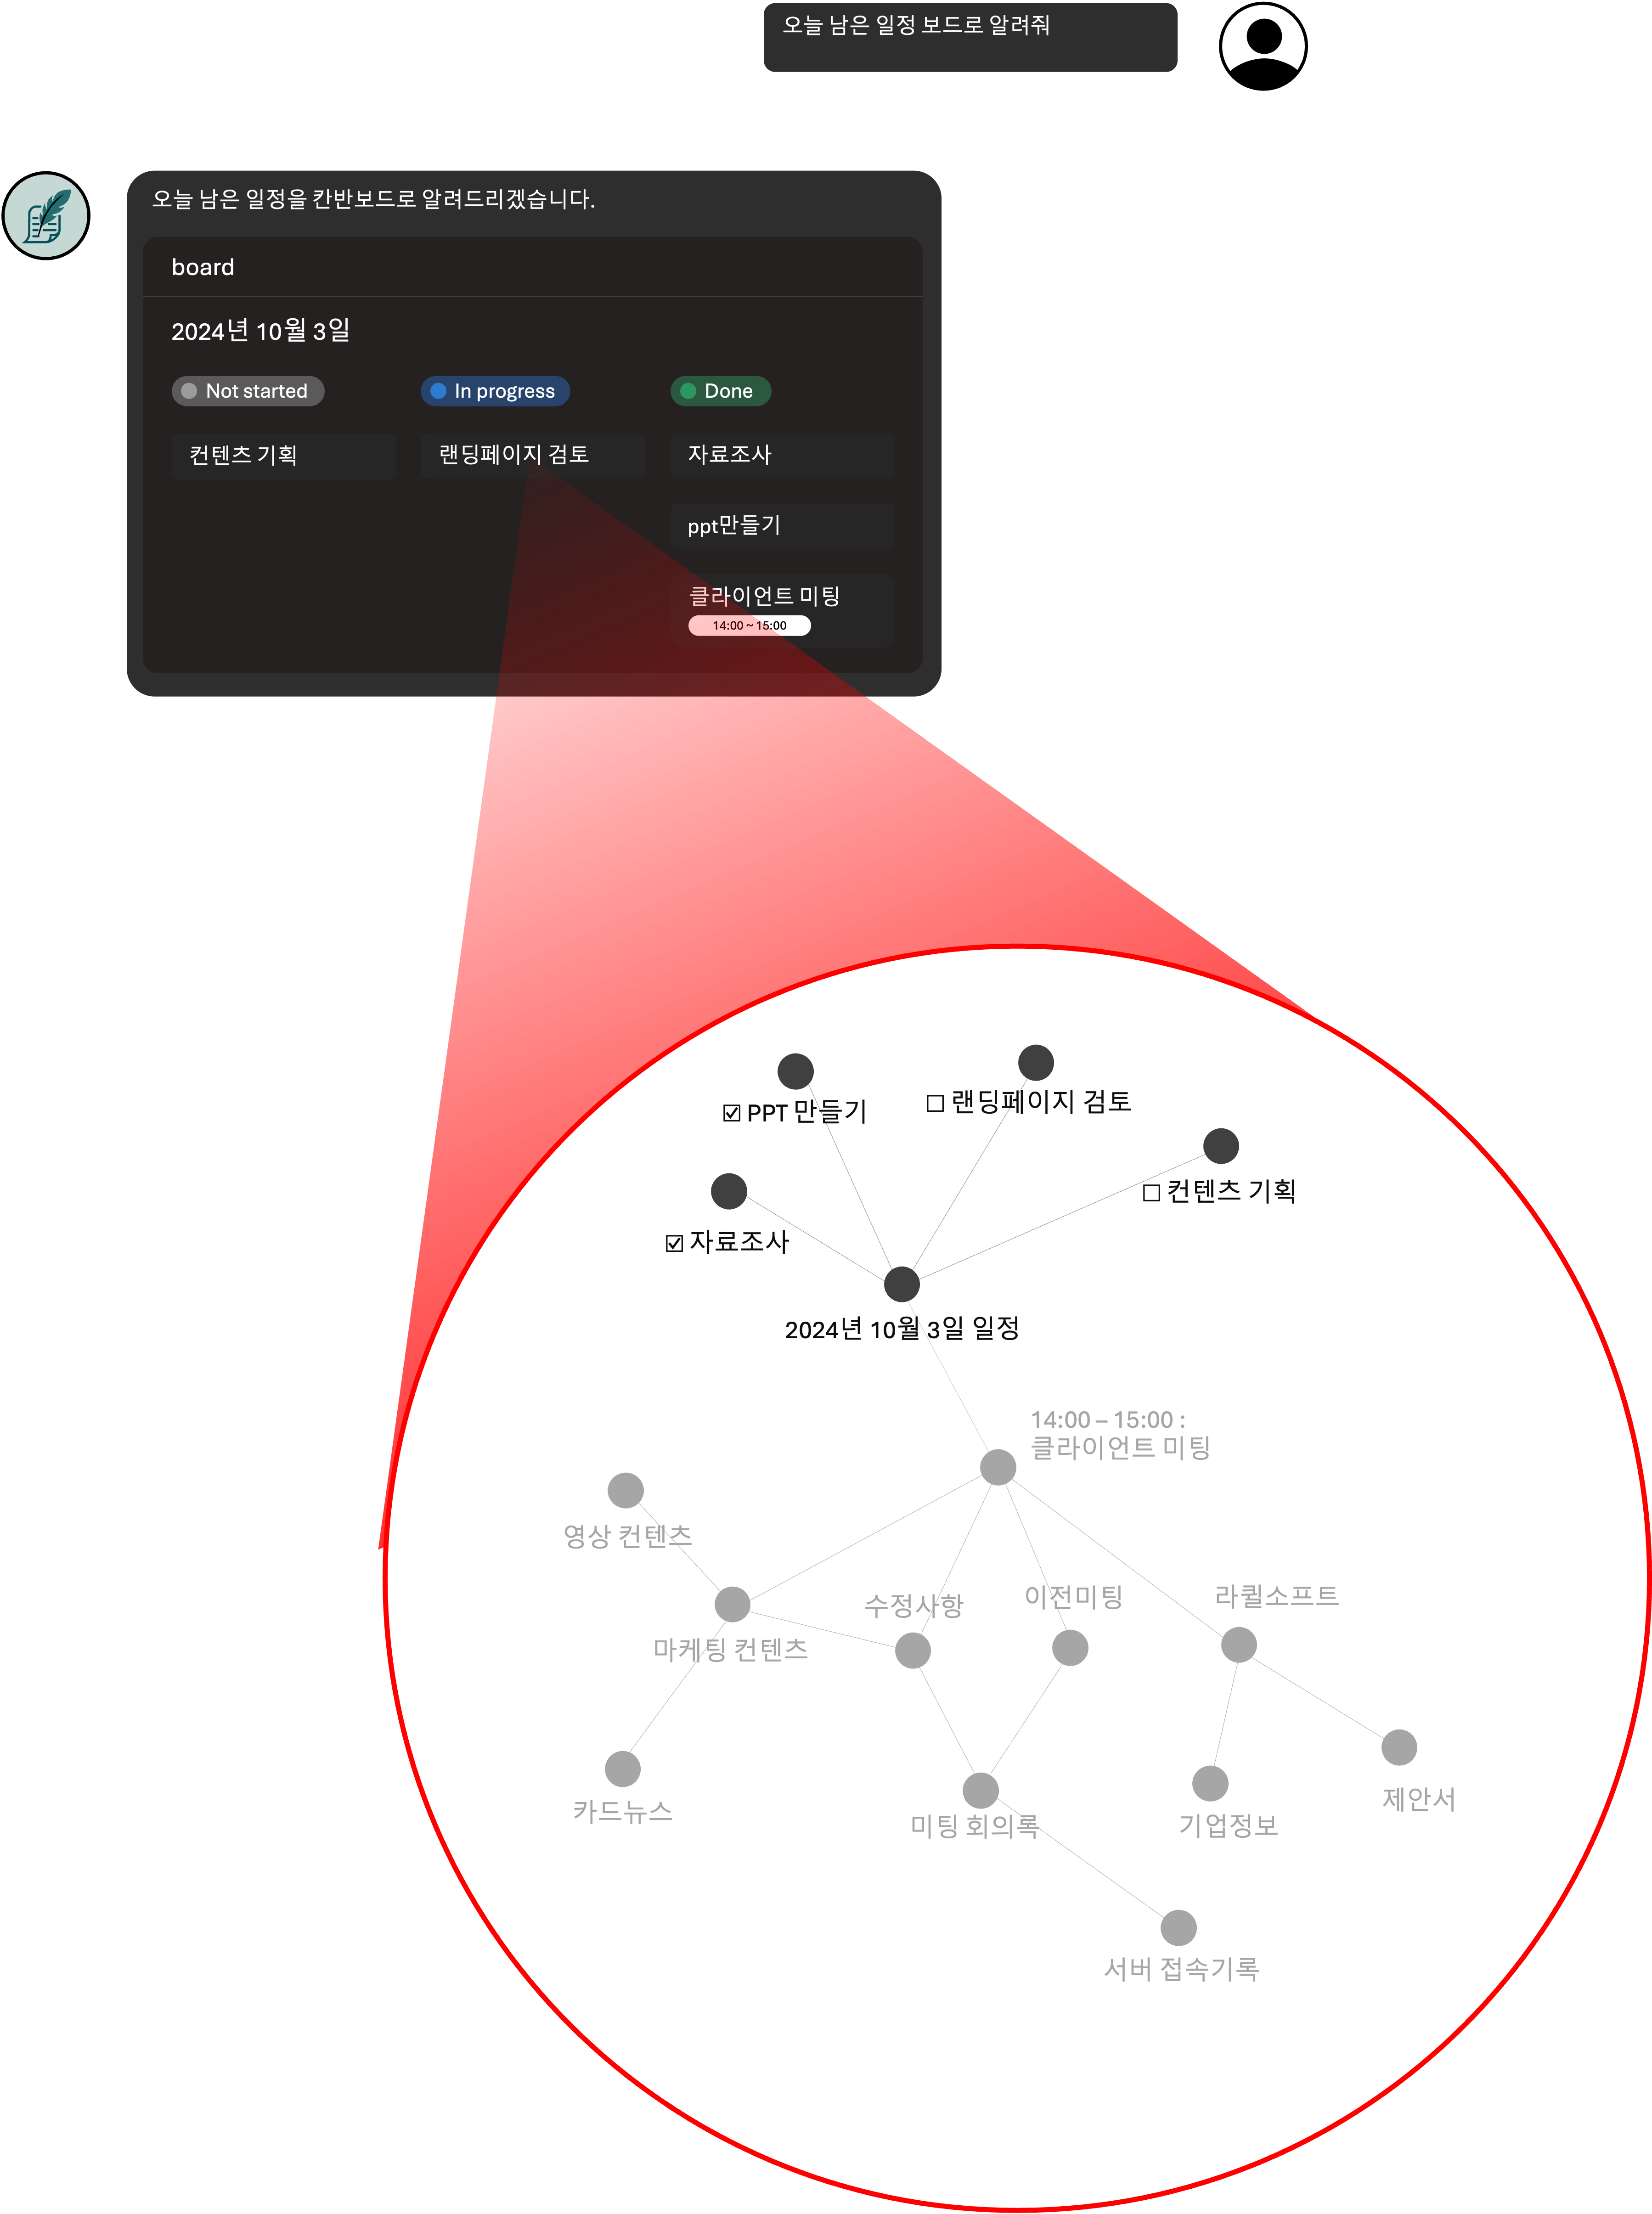 오늘 남은 일정 보드로 알려줘
오늘 남은 일정을 칸반보드로 알려드리겠습니다.
board
2024년 10월 3일
Not started
In progress
Done
컨텐츠 기획
랜딩페이지 검토
자료조사
ppt만들기
클라이언트 미팅
14:00 ~ 15:00
☑ PPT 만들기
☐ 랜딩페이지 검토
☐ 컨텐츠 기획
☑ 자료조사
2024년 10월 3일 일정
14:00 – 15:00 :
클라이언트 미팅
영상 컨텐츠
수정사항
이전미팅
라퀼소프트
마케팅 컨텐츠
카드뉴스
미팅 회의록
기업정보
제안서
서버 접속기록